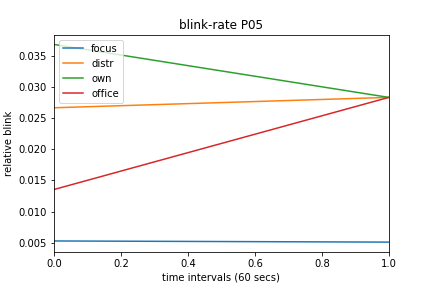 blink-rate P05
focus
distr
own
office
relative blink
0.035
0.030
0.025
0.020
0.015
0.010
0.005
0.0 0.2 0.4 0.6 0.8 1.0
time intervals (60 secs)